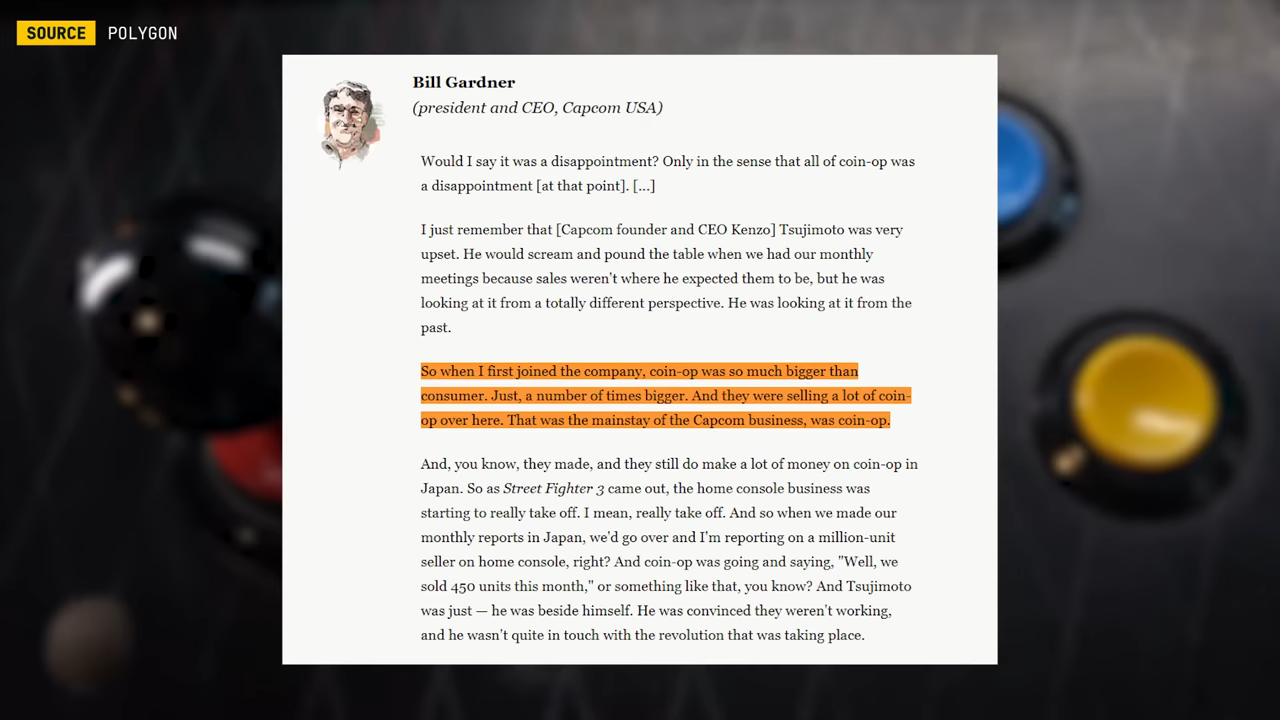 SOURCE POLYGON
Bill Gardner
(president and CEO, Capcom USA)
Would I say it was a disappointment? Only in the sense that all of coin-op was
a disappointment [at that point]. [...]
I just remember that [Capcom founder and CEO Kenzo] Tsujimoto was very
upset. He would scream and pound the table when we had our monthly
meetings because sales weren't where he expected them to be, but he was
looking at it from a totally different perspective. He was looking at it from the
past.
So when I first joined the company, coin-op was so much bigger than
consumer. Just, a number of times bigger. And they were selling a lot of coin-
op over here. That was the mainstay of the Capcom business, was coin-op.
And, you know, they made, and they still do make a lot of money on coin-op in
Japan. So as Street Fighter 3 came out, the home console business was
starting to really take off. I mean, really take off. And so when we made our
monthly reports in Japan, we'd go over and I'm reporting on a million-unit
seller on home console, right? And coin-op was going and saying, "Well, we
sold 450 units this month," or something like that, you know? And Tsujimoto
was just — he was beside himself. He was convinced they weren't working,
and he wasn't quite in touch with the revolution that was taking place.